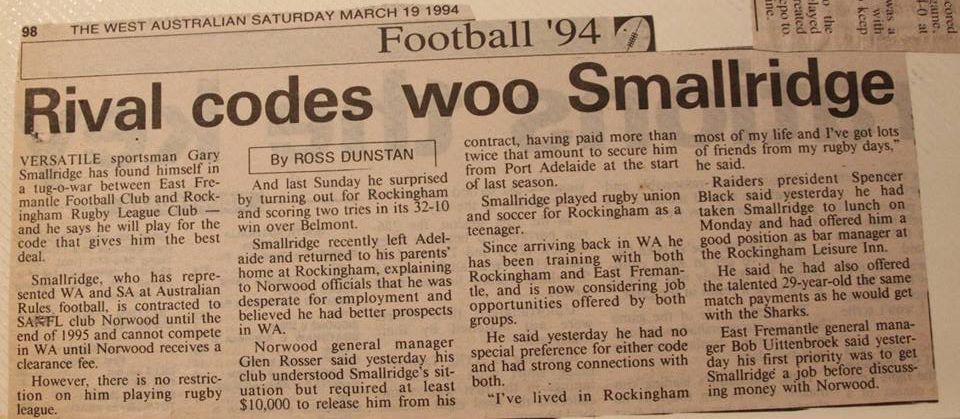 98 THE WEST AUSTRALIAN SATURDAY MARCH 19 1994
Football '94
Rival codes woo Smallridge
VERSATILE sportsman Gary
Smallridge has found himself in
a tug-o-war between East Fre-
mantle Football Club and Rock-
ingham Rugby League Club —
and he says he will play for the
code that gives him the best
deal.
Smallridge, who has repre-
sented WA and SA at Australian
Rules football, is contracted to
SANFL club Norwood until the
end of 1995 and cannot compete
in WA until Norwood receives a
clearance fee.
However, there is no restric-
tion on him playing rugby
league.
By ROSS DUNSTAN
And last Sunday he surprised
by turning out for Rockingham
and scoring two tries in its 32-10
win over Belmont.
Smallridge recently left Adel-
aide and returned to his parents'
home at Rockingham, explaining
to Norwood officials that he was
desperate for employment and
believed he had better prospects
in WA.
Norwood general manager
Glen Rosser said yesterday his
club understood Smallridge's sit-
uation but required at least
$10,000 to release him from his
contract, having paid more than
twice that amount to secure him
from Port Adelaide at the start
of last season.
Smallridge played rugby union
and soccer for Rockingham as a
teenager.
Since arriving back in WA he
has been training with both
Rockingham and East Freman-
tle, and is now considering job
opportunities offered by both
groups.
He said yesterday he had no
special preference for either code
and had strong connections with
both.
"I've lived in Rockingham
most of my life and I've got lots
of friends from my rugby days,"
he said.
Raiders president Spencer
Black said yesterday he had
taken Smallridge to lunch on
Monday and had offered him a
good position as bar manager at
the Rockingham Leisure Inn.
He said he had also offered
the talented 29-year-old the same
match payments as he would get
with the Sharks.
East Fremantle general mana-
ger Bob Uittenbroek said yester-
day his first priority was to get
Smallridge a job before discuss-
ing money with Norwood.